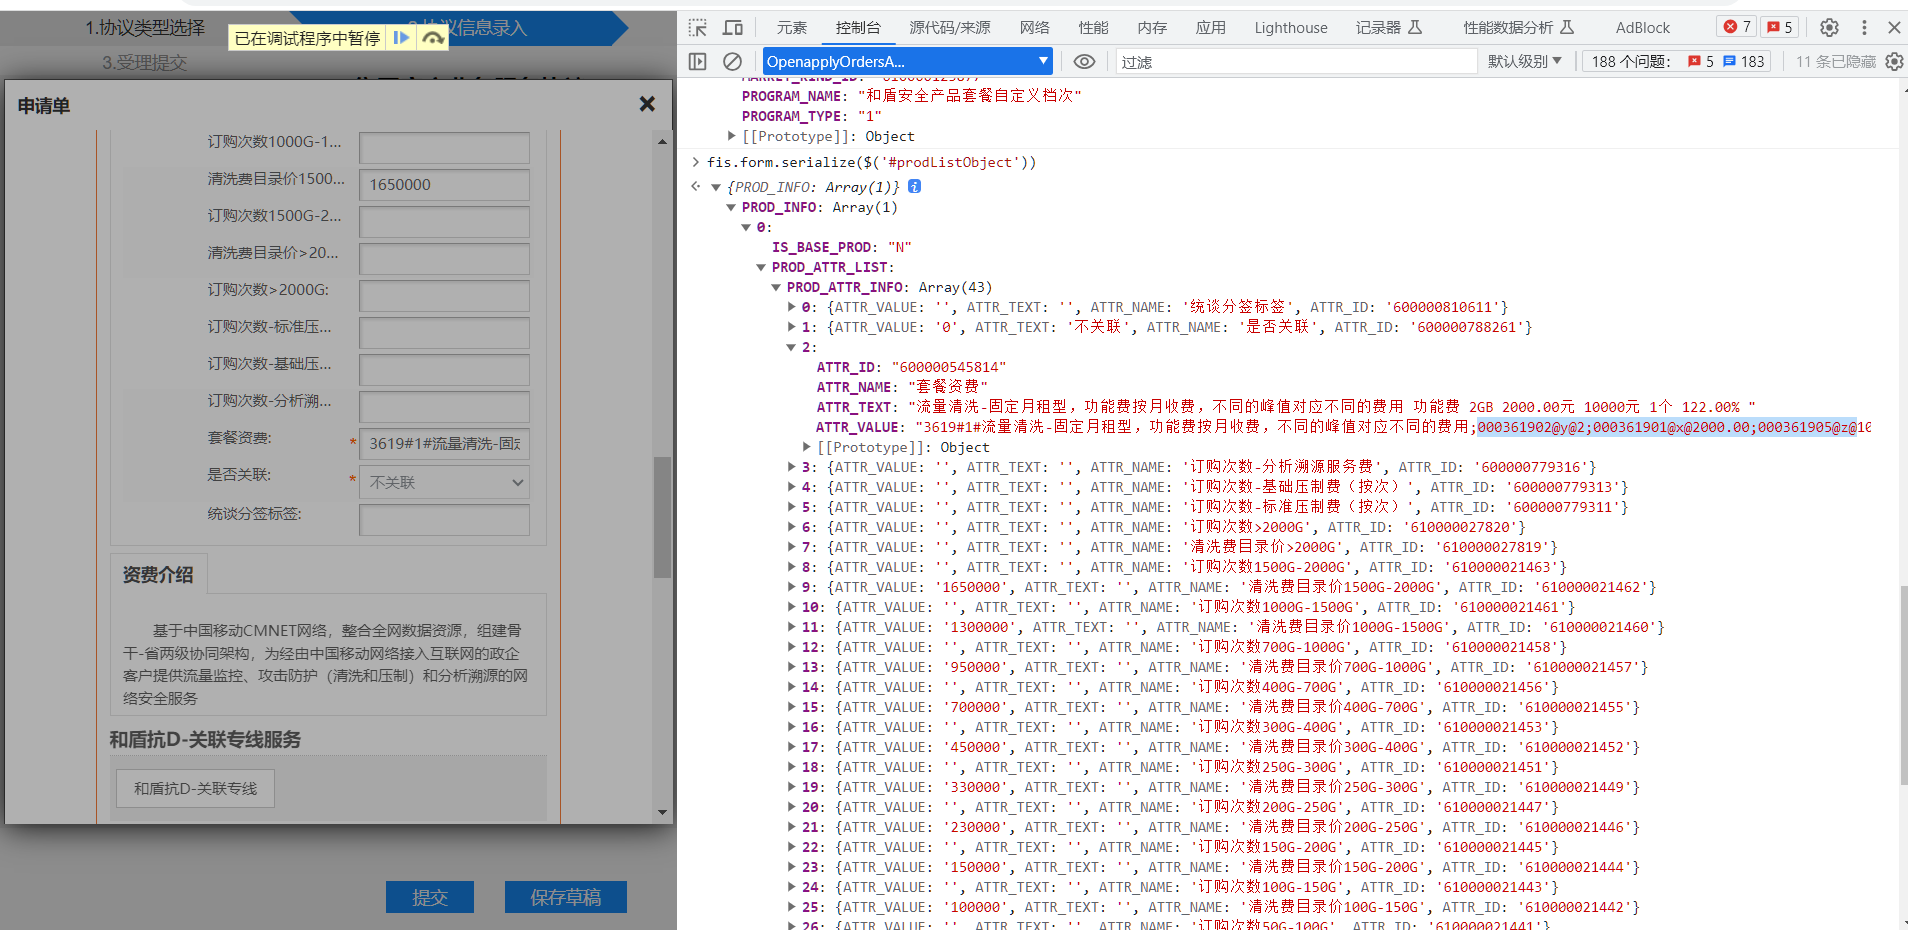 1.协议类型选择
协议信息录入
已在调试程序中暂停
3.受理提交
申请单
订购次数1000G-1...
清洗费目录价1500... 1650000
订购次数1500G-2...
清洗费目录价>20...
订购次数>2000G:
订购次数-标准压...
订购次数-基础压...
订购次数-分析溯...
套餐资费: * 3619#1#流量清洗-固定
是否关联: * 不关联
统谈分签标签:
资费介绍
基于中国移动CMNET网络，整合全网数据资源，组建骨
干-省两级协同架构，为经由中国移动网络接入互联网的政企
客户提供流量监控、攻击防护（清洗和压制）和分析溯源的网
络安全服务
和盾抗D-关联专线服务
和盾抗D-关联专线
提交 保存草稿
元素 控制台 源代码/来源 网络 性能 内存 应用 Lighthouse 记录器 性能数据分析 AdBlock 7 5
OpenapplyOrdersA... 过滤 默认级别 188 个问题: 5 183 11 条已隐藏
PROGRAM_NAME: "和盾安全产品套餐自定义档次"
PROGRAM_TYPE: "1"
[[Prototype]]: Object
fis.form.serialize($('#prodListObject'))
{PROD_INFO: Array(1)}
PROD_INFO: Array(1)
0:
IS_BASE_PROD: "N"
PROD_ATTR_LIST:
PROD_ATTR_INFO: Array(43)
0: {ATTR_VALUE: '', ATTR_TEXT: '', ATTR_NAME: '统谈分签标签', ATTR_ID: '600000810611'}
1: {ATTR_VALUE: '0', ATTR_TEXT: '不关联', ATTR_NAME: '是否关联', ATTR_ID: '600000788261'}
2:
ATTR_ID: "600000545814"
ATTR_NAME: "套餐资费"
ATTR_TEXT: "流量清洗-固定月租型，功能费按月收费，不同的峰值对应不同的费用 功能费 2GB 2000.00元 10000元 1个 122.00% "
ATTR_VALUE: "3619#1#流量清洗-固定月租型，功能费按月收费，不同的峰值对应不同的费用;000361902@y@2;000361901@x@2000.00;000361905@z@10
[[Prototype]]: Object
3: {ATTR_VALUE: '', ATTR_TEXT: '', ATTR_NAME: '订购次数-分析溯源服务费', ATTR_ID: '600000779316'}
4: {ATTR_VALUE: '', ATTR_TEXT: '', ATTR_NAME: '订购次数-基础压制费（按次）', ATTR_ID: '600000779313'}
5: {ATTR_VALUE: '', ATTR_TEXT: '', ATTR_NAME: '订购次数-标准压制费（按次）', ATTR_ID: '600000779311'}
6: {ATTR_VALUE: '', ATTR_TEXT: '', ATTR_NAME: '订购次数>2000G', ATTR_ID: '610000027820'}
7: {ATTR_VALUE: '', ATTR_TEXT: '', ATTR_NAME: '清洗费目录价>2000G', ATTR_ID: '610000027819'}
8: {ATTR_VALUE: '', ATTR_TEXT: '', ATTR_NAME: '订购次数1500G-2000G', ATTR_ID: '610000021463'}
9: {ATTR_VALUE: '1650000', ATTR_TEXT: '', ATTR_NAME: '清洗费目录价1500G-2000G', ATTR_ID: '610000021462'}
10: {ATTR_VALUE: '', ATTR_TEXT: '', ATTR_NAME: '订购次数1000G-1500G', ATTR_ID: '610000021461'}
11: {ATTR_VALUE: '1300000', ATTR_TEXT: '', ATTR_NAME: '清洗费目录价1000G-1500G', ATTR_ID: '610000021460'}
12: {ATTR_VALUE: '', ATTR_TEXT: '', ATTR_NAME: '订购次数700G-1000G', ATTR_ID: '610000021458'}
13: {ATTR_VALUE: '950000', ATTR_TEXT: '', ATTR_NAME: '清洗费目录价700G-1000G', ATTR_ID: '610000021457'}
14: {ATTR_VALUE: '', ATTR_TEXT: '', ATTR_NAME: '订购次数400G-700G', ATTR_ID: '610000021456'}
15: {ATTR_VALUE: '700000', ATTR_TEXT: '', ATTR_NAME: '清洗费目录价400G-700G', ATTR_ID: '610000021455'}
16: {ATTR_VALUE: '', ATTR_TEXT: '', ATTR_NAME: '订购次数300G-400G', ATTR_ID: '610000021453'}
17: {ATTR_VALUE: '450000', ATTR_TEXT: '', ATTR_NAME: '清洗费目录价300G-400G', ATTR_ID: '610000021452'}
18: {ATTR_VALUE: '', ATTR_TEXT: '', ATTR_NAME: '订购次数250G-300G', ATTR_ID: '610000021451'}
19: {ATTR_VALUE: '330000', ATTR_TEXT: '', ATTR_NAME: '清洗费目录价250G-300G', ATTR_ID: '610000021449'}
20: {ATTR_VALUE: '', ATTR_TEXT: '', ATTR_NAME: '订购次数200G-250G', ATTR_ID: '610000021447'}
21: {ATTR_VALUE: '230000', ATTR_TEXT: '', ATTR_NAME: '清洗费目录价200G-250G', ATTR_ID: '610000021446'}
22: {ATTR_VALUE: '', ATTR_TEXT: '', ATTR_NAME: '订购次数150G-200G', ATTR_ID: '610000021445'}
23: {ATTR_VALUE: '150000', ATTR_TEXT: '', ATTR_NAME: '清洗费目录价150G-200G', ATTR_ID: '610000021444'}
24: {ATTR_VALUE: '', ATTR_TEXT: '', ATTR_NAME: '订购次数100G-150G', ATTR_ID: '610000021443'}
25: {ATTR_VALUE: '100000', ATTR_TEXT: '', ATTR_NAME: '清洗费目录价100G-150G', ATTR_ID: '610000021442'}
26: {ATTR_VALUE: '', ATTR_TEXT: '', ATTR_NAME: '订购次数50G-100G', ATTR_ID: '610000021441'}